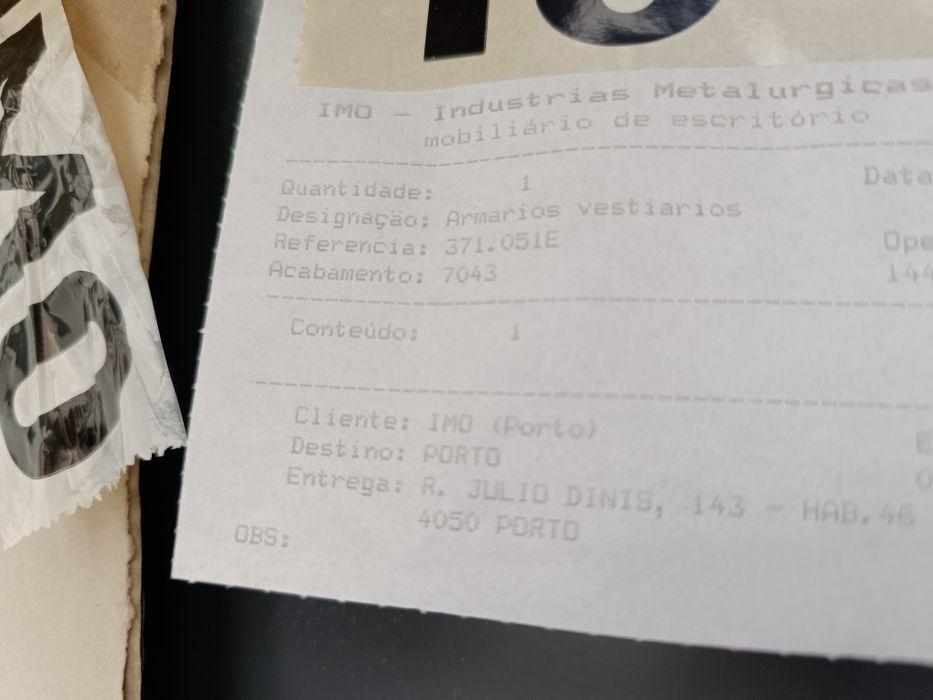 IMO - Industrias Metalurgicas
mobiliário de escritório
Quantidade: 1 Data
Designação: Armarios vestiarios
Referencia: 371.051E Ope
Acabamento: 7043 144
Conteúdo: 1
Cliente: IMO (Porto) E
Destino: PORTO O
Entrega: R. JULIO DINIS, 143 - HAB.46
4050 PORTO
OBS: